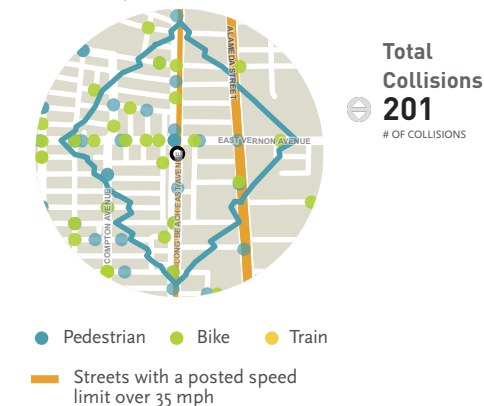 ALAMEDA STREET
EAST VERNON AVENUE
COMPTON AVENUE
LONG BEACH EAST AVENUE
Total
Collisions
201
# OF COLLISIONS
Pedestrian
Bike
Train
Streets with a posted speed
limit over 35 mph